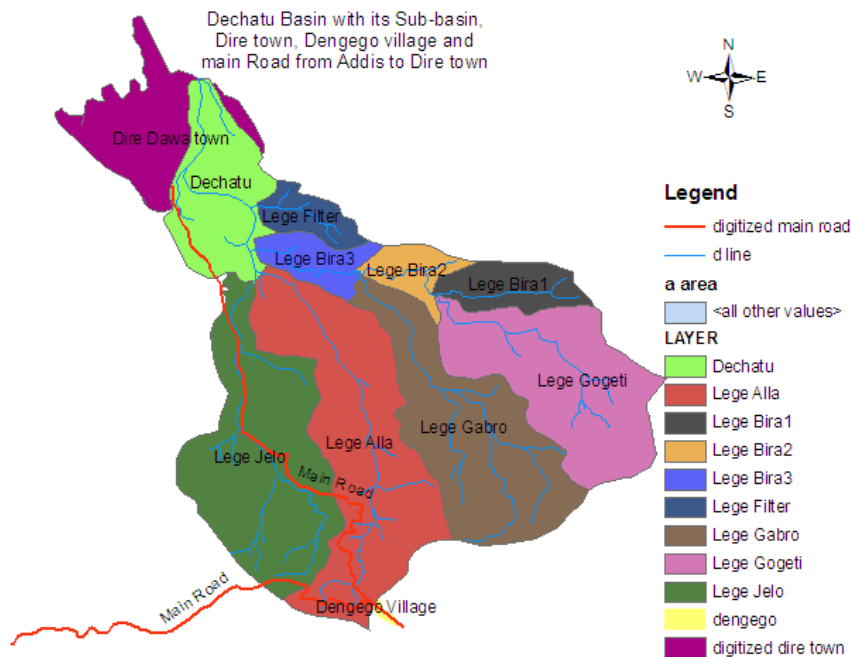 Dechatu Basin with its Sub-basin,
Dire town, Dengego village and
main Road from Addis to Dire town
N
W E
S
Dire Dawa town
Dechatu
Lege Filter
Lege Bira3
Lege Bira2
Lege Bira1
Lege Gogeti
Lege Gabro
Lege Alla
Lege Jelo
Main Road
Main Road
Dengego Village
Legend
digitized main road
d line
a area
<all other values>
LAYER
Dechatu
Lege Alla
Lege Bira1
Lege Bira2
Lege Bira3
Lege Filter
Lege Gabro
Lege Gogeti
Lege Jelo
dengego
digitized dire town